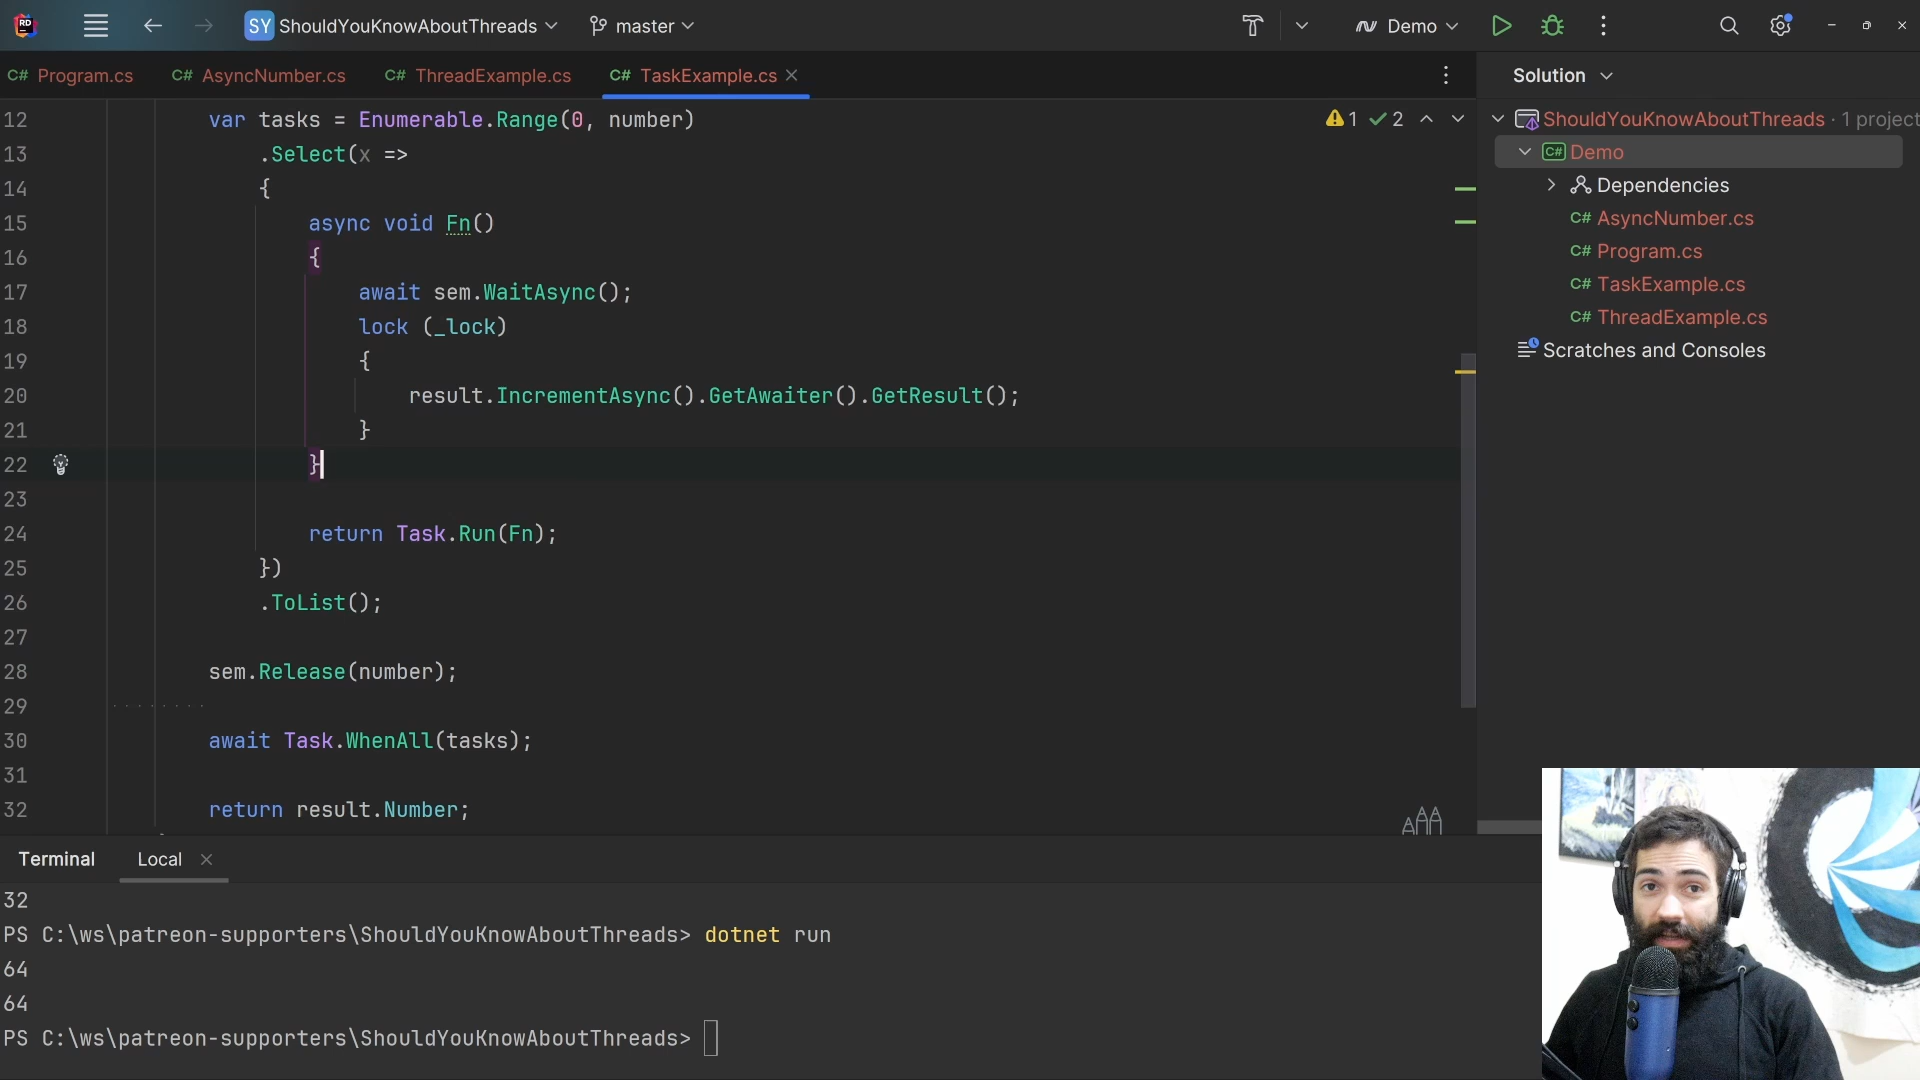 SY ShouldYouKnowAboutThreads master Demo
C# Program.cs C# AsyncNumber.cs C# ThreadExample.cs C# TaskExample.cs
Solution
12 var tasks = Enumerable.Range(0, number)
1 2
13 .Select(x =>
14 {
15 async void Fn()
16 {
17 await sem.WaitAsync();
18 lock (_lock)
19 {
20 result.IncrementAsync().GetAwaiter().GetResult();
21 }
22 }
23
24 return Task.Run(Fn);
25 })
26 .ToList();
27
28 sem.Release(number);
29
30 await Task.WhenAll(tasks);
31
32 return result.Number;
ShouldYouKnowAboutThreads · 1 project
C# Demo
Dependencies
C# AsyncNumber.cs
C# Program.cs
C# TaskExample.cs
C# ThreadExample.cs
Scratches and Consoles
Terminal Local
32
PS C:\ws\patreon-supporters\ShouldYouKnowAboutThreads> dotnet run
64
64
PS C:\ws\patreon-supporters\ShouldYouKnowAboutThreads>